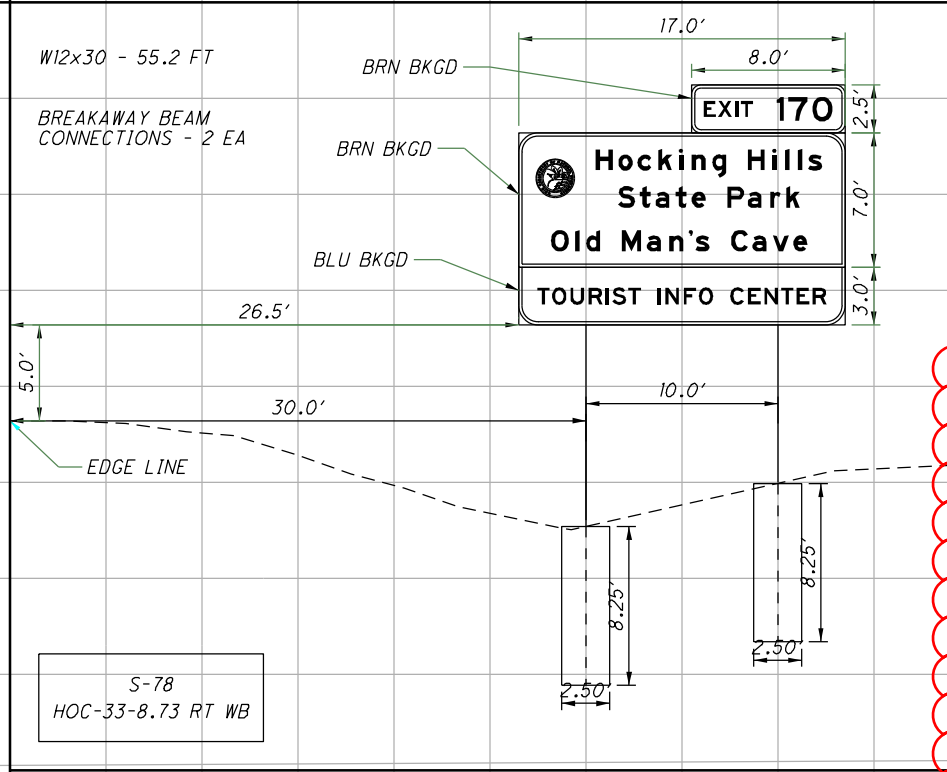 W12x30 - 55.2 FT
BREAKAWAY BEAM
CONNECTIONS - 2 EA
17.0'
8.0'
BRN BKGD
EXIT 170
2.5'
BRN BKGD
Hocking Hills
State Park
Old Man's Cave
7.0'
BLU BKGD
TOURIST INFO CENTER
3.0'
26.5'
5.0'
30.0'
10.0'
EDGE LINE
8.25'
2.50'
8.25'
2.50'
S-78
HOC-33-8.73 RT WB